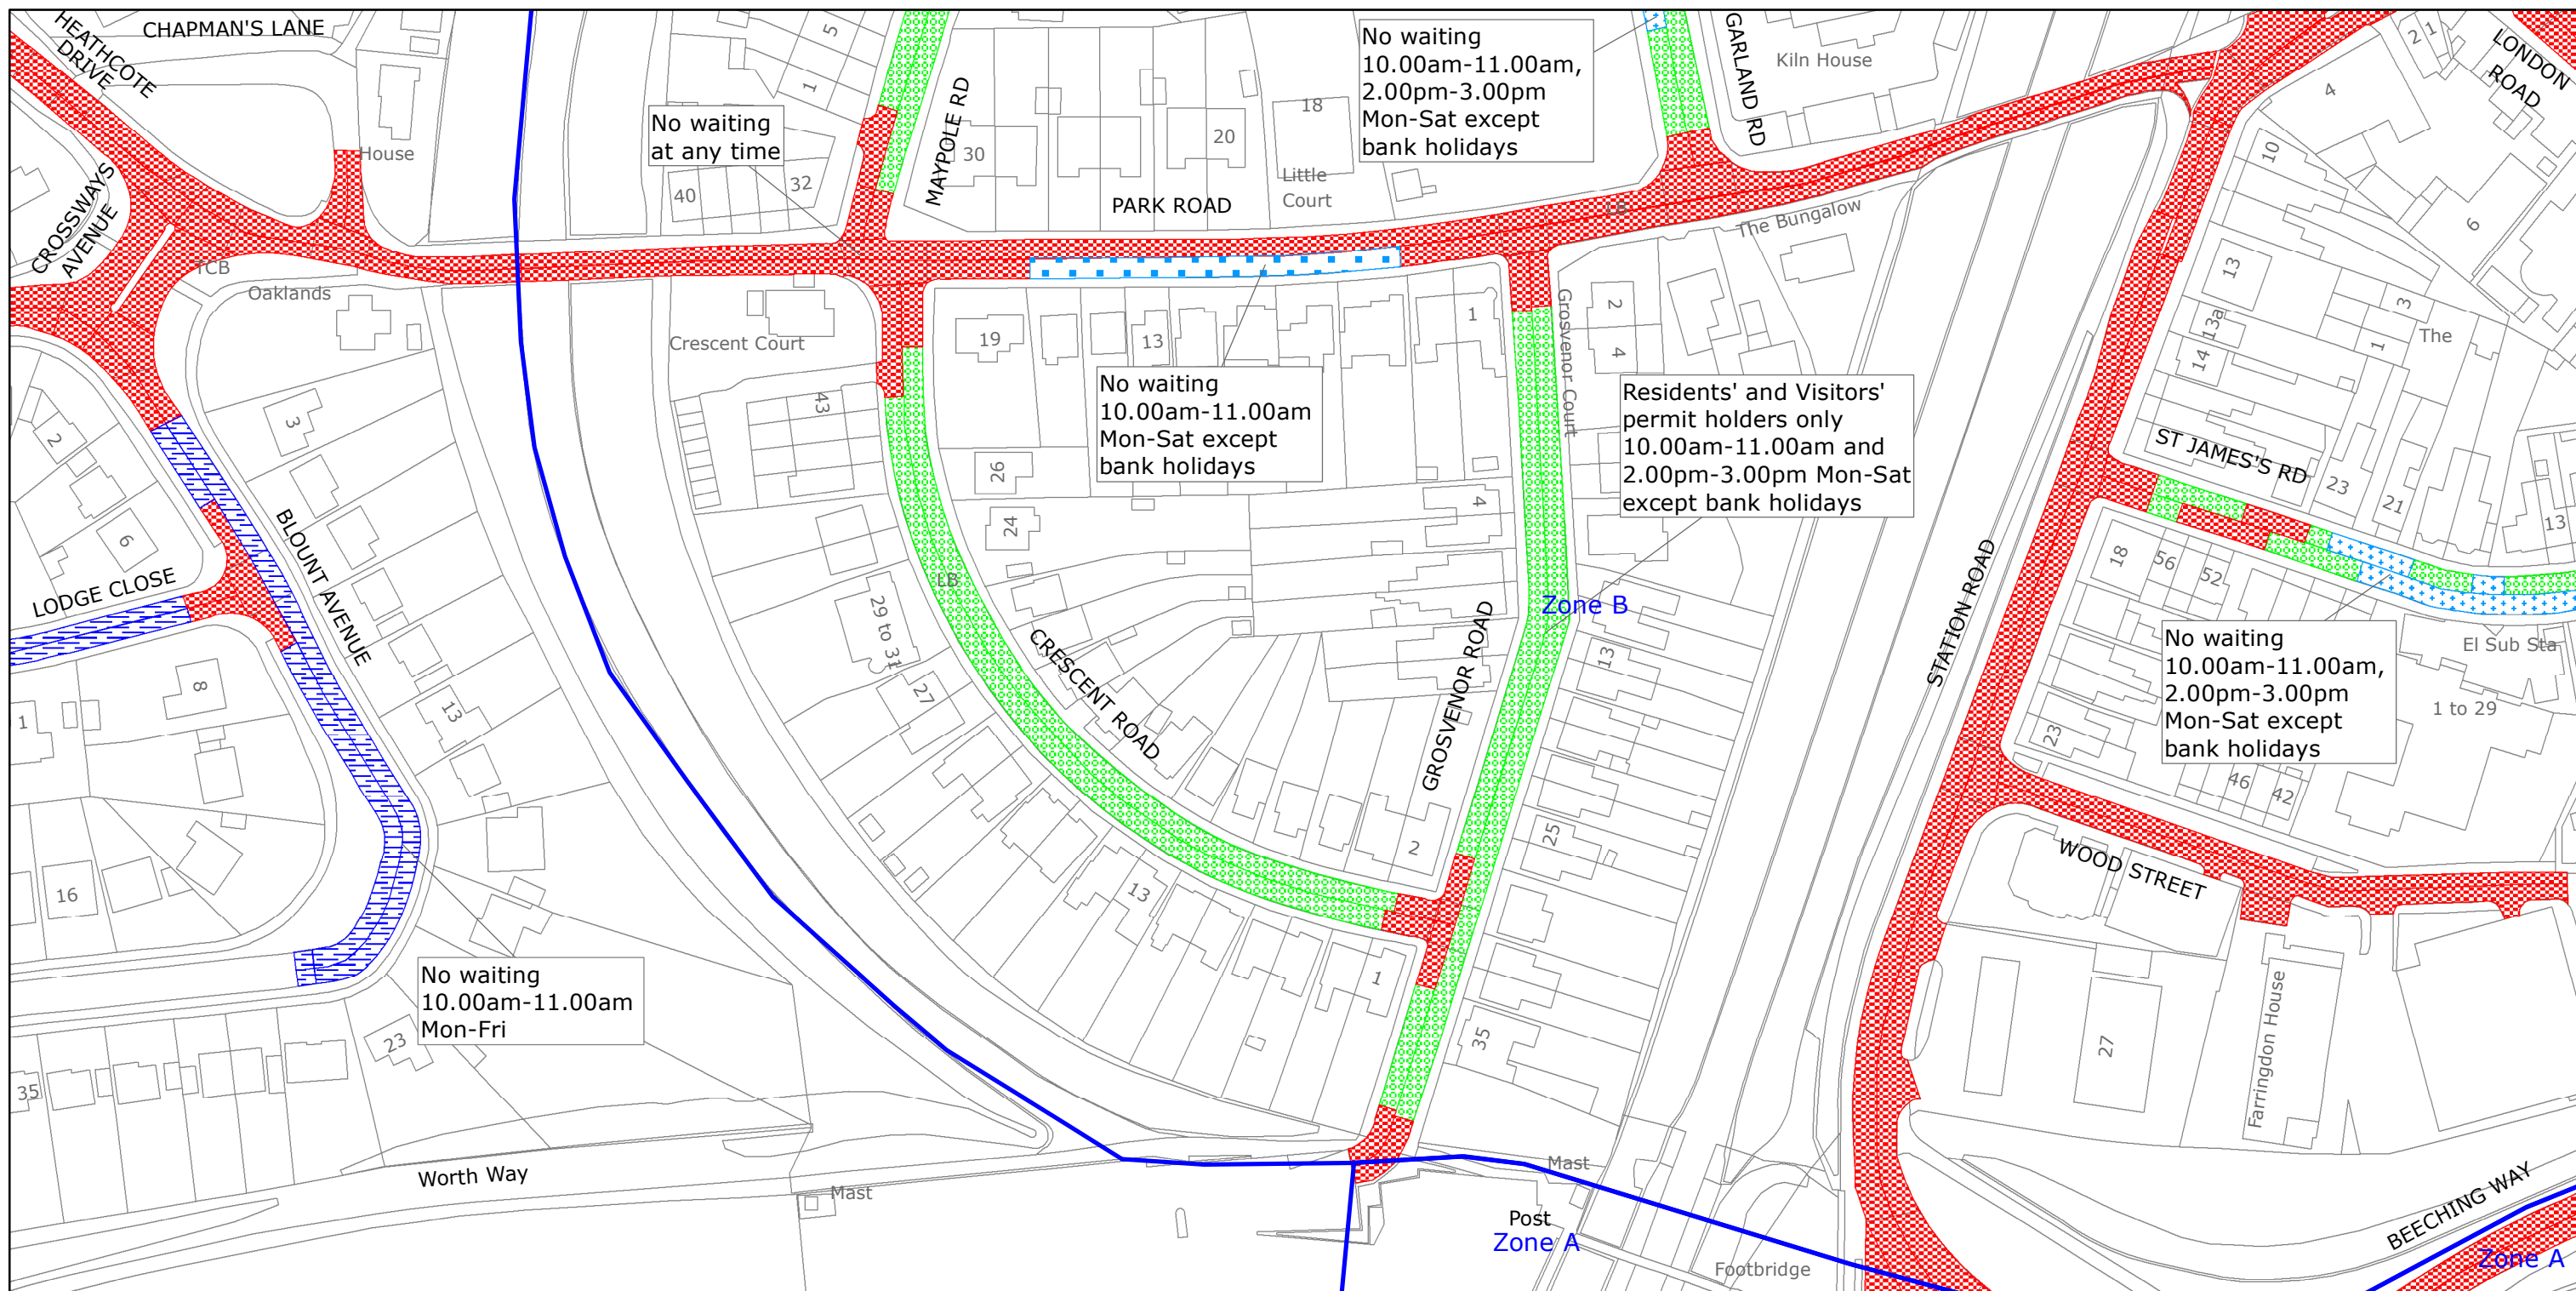 CHAPMAN'S LANE
HEATHCOTE
DRIVE
House
CROSSWAYS
AVENUE
TCB
Oaklands
No waiting
at any time
5
1
40
32
MAYPOLE RD
30
20
18
Little
Court
PARK ROAD
No waiting
10.00am-11.00am,
2.00pm-3.00pm
Mon-Sat except
bank holidays
GARLAND RD
Kiln House
LB
The Bungalow
2 1
4
LONDON
ROAD
10
6
13
13a
14
3
1
The
Crescent Court
43
19
13
1
No waiting
10.00am-11.00am
Mon-Sat except
bank holidays
26
24
4
Grosvenor Court
2
4
Residents' and Visitors'
permit holders only
10.00am-11.00am and
2.00pm-3.00pm Mon-Sat
except bank holidays
ST JAMES'S RD
23
21
13
18
56
52
El Sub Sta
No waiting
10.00am-11.00am,
2.00pm-3.00pm
Mon-Sat except
bank holidays
1 to 29
23
46
42
3
2
6
LODGE CLOSE
BLOUNT AVENUE
8
1
13
16
No waiting
10.00am-11.00am
Mon-Fri
23
35
LB
29 to 31
27
CRESCENT ROAD
13
1
2
GROSVENOR ROAD
Zone B
13
25
35
STATION ROAD
WOOD STREET
27
Farringdon House
Worth Way
Mast
Mast
Post
Zone A
Footbridge
BEECHING WAY
Zone A